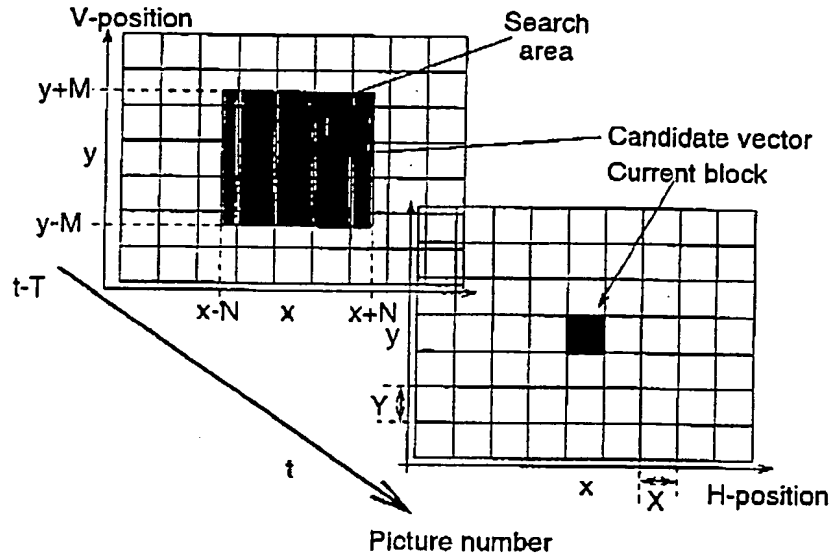 V-position
Search
area
y+M
Candidate vector
y
Current block
y-M
t-T
x-N
x
x+N
y
Y
t
x
X
H-position
Picture number